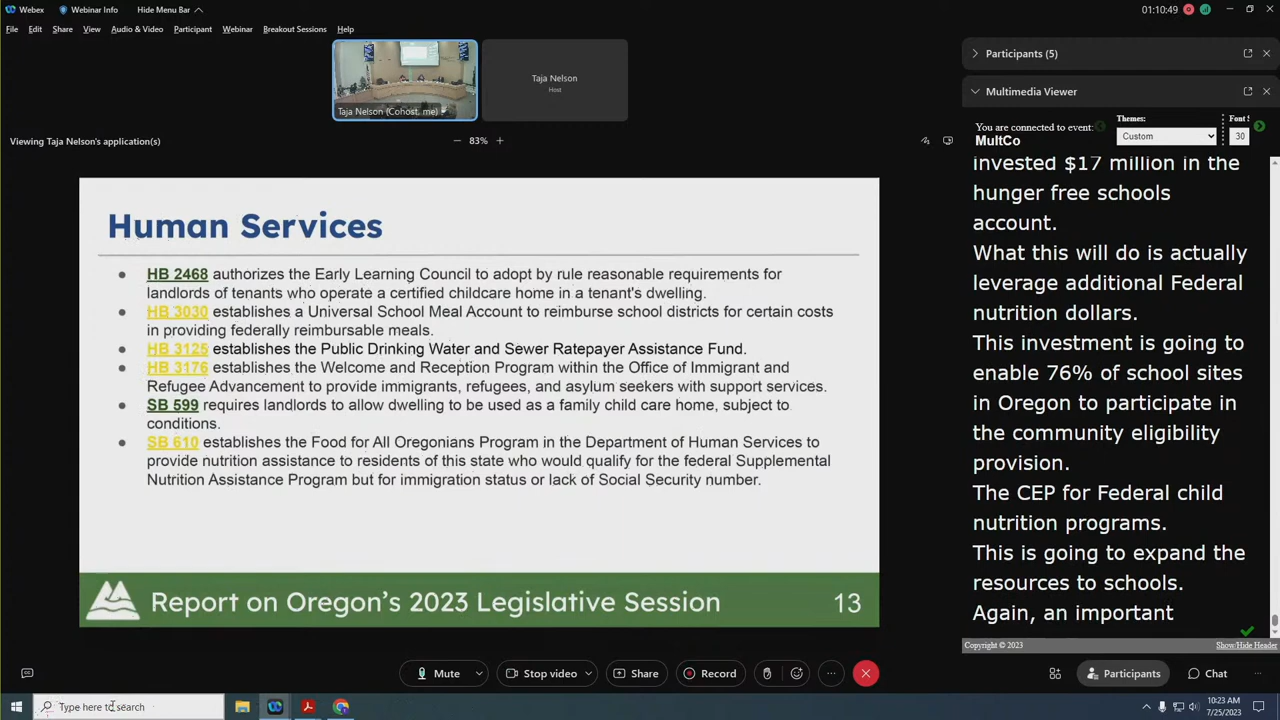 Webex
Webinar Info
Hide Menu Bar
01:10:49
File Edit Share View Audio & Video Participant Webinar Breakout Sessions Help
Taja Nelson (Cohost, me)
Taja Nelson
Host
Viewing Taja Nelson's application(s)
83%
Human Services
HB 2468 authorizes the Early Learning Council to adopt by rule reasonable requirements for
landlords of tenants who operate a certified childcare home in a tenant's dwelling.
HB 3030 establishes a Universal School Meal Account to reimburse school districts for certain costs
in providing federally reimbursable meals.
HB 3125 establishes the Public Drinking Water and Sewer Ratepayer Assistance Fund.
HB 3176 establishes the Welcome and Reception Program within the Office of Immigrant and
Refugee Advancement to provide immigrants, refugees, and asylum seekers with support services.
SB 599 requires landlords to allow dwelling to be used as a family child care home, subject to
conditions.
SB 610 establishes the Food for All Oregonians Program in the Department of Human Services to
provide nutrition assistance to residents of this state who would qualify for the federal Supplemental
Nutrition Assistance Program but for immigration status or lack of Social Security number.
Report on Oregon's 2023 Legislative Session
13
Participants (5)
Multimedia Viewer
You are connected to event:
MultCo
Themes:
Custom
Font S
30
invested $17 million in the
hunger free schools
account.
What this will do is actually
leverage additional Federal
nutrition dollars.
This investment is going to
enable 76% of school sites
in Oregon to participate in
the community eligibility
provision.
The CEP for Federal child
nutrition programs.
This is going to expand the
resources to schools.
Again, an important
Copyright © 2023
Show/Hide Header
Mute
Stop video
Share
Record
Participants
Chat
Type here to search
10:23 AM
7/25/2023